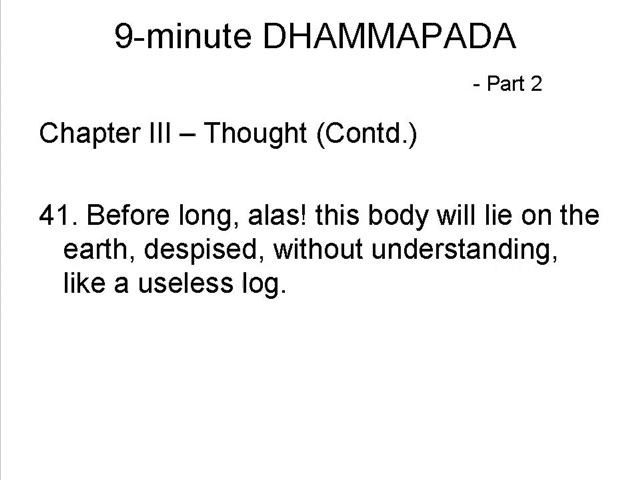 9-minute DHAMMAPADA
- Part 2
Chapter III – Thought (Contd.)
41. Before long, alas! this body will lie on the
earth, despised, without understanding,
like a useless log.